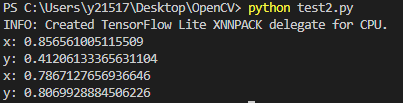 PS C:\Users\y21517\Desktop\OpenCV> python test2.py
INFO: Created TensorFlow Lite XNNPACK delegate for CPU.
x: 0.856561005115509
y: 0.41206133365631104
x: 0.7867127656936646
y: 0.8069928884506226